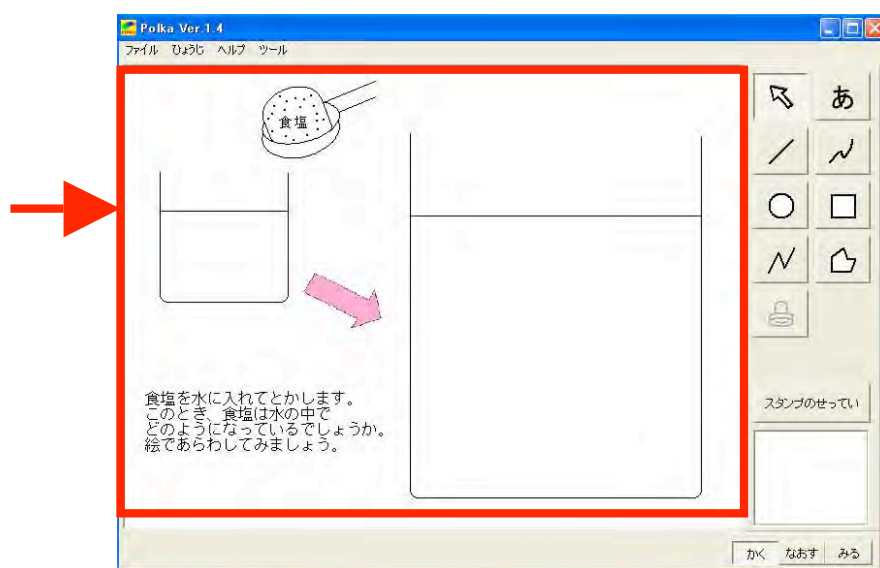 Polka Ver.1.4
ファイル ひょうじ ヘルプ ツール
食塩
あ
食塩を水に入れてとかします。
このとき、食塩は水の中で
どのようになっているでしょうか。
絵であらわしてみましょう。
スタンプのせってい
かく なおす みる